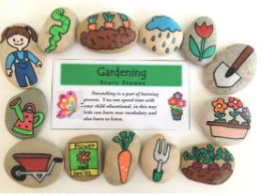 Gardening
Story Stones
Storytelling is a part of learning
process. You can spend time with
your child educational, in this way
kids can learn new vocabulary and
also learn to listen.
flower